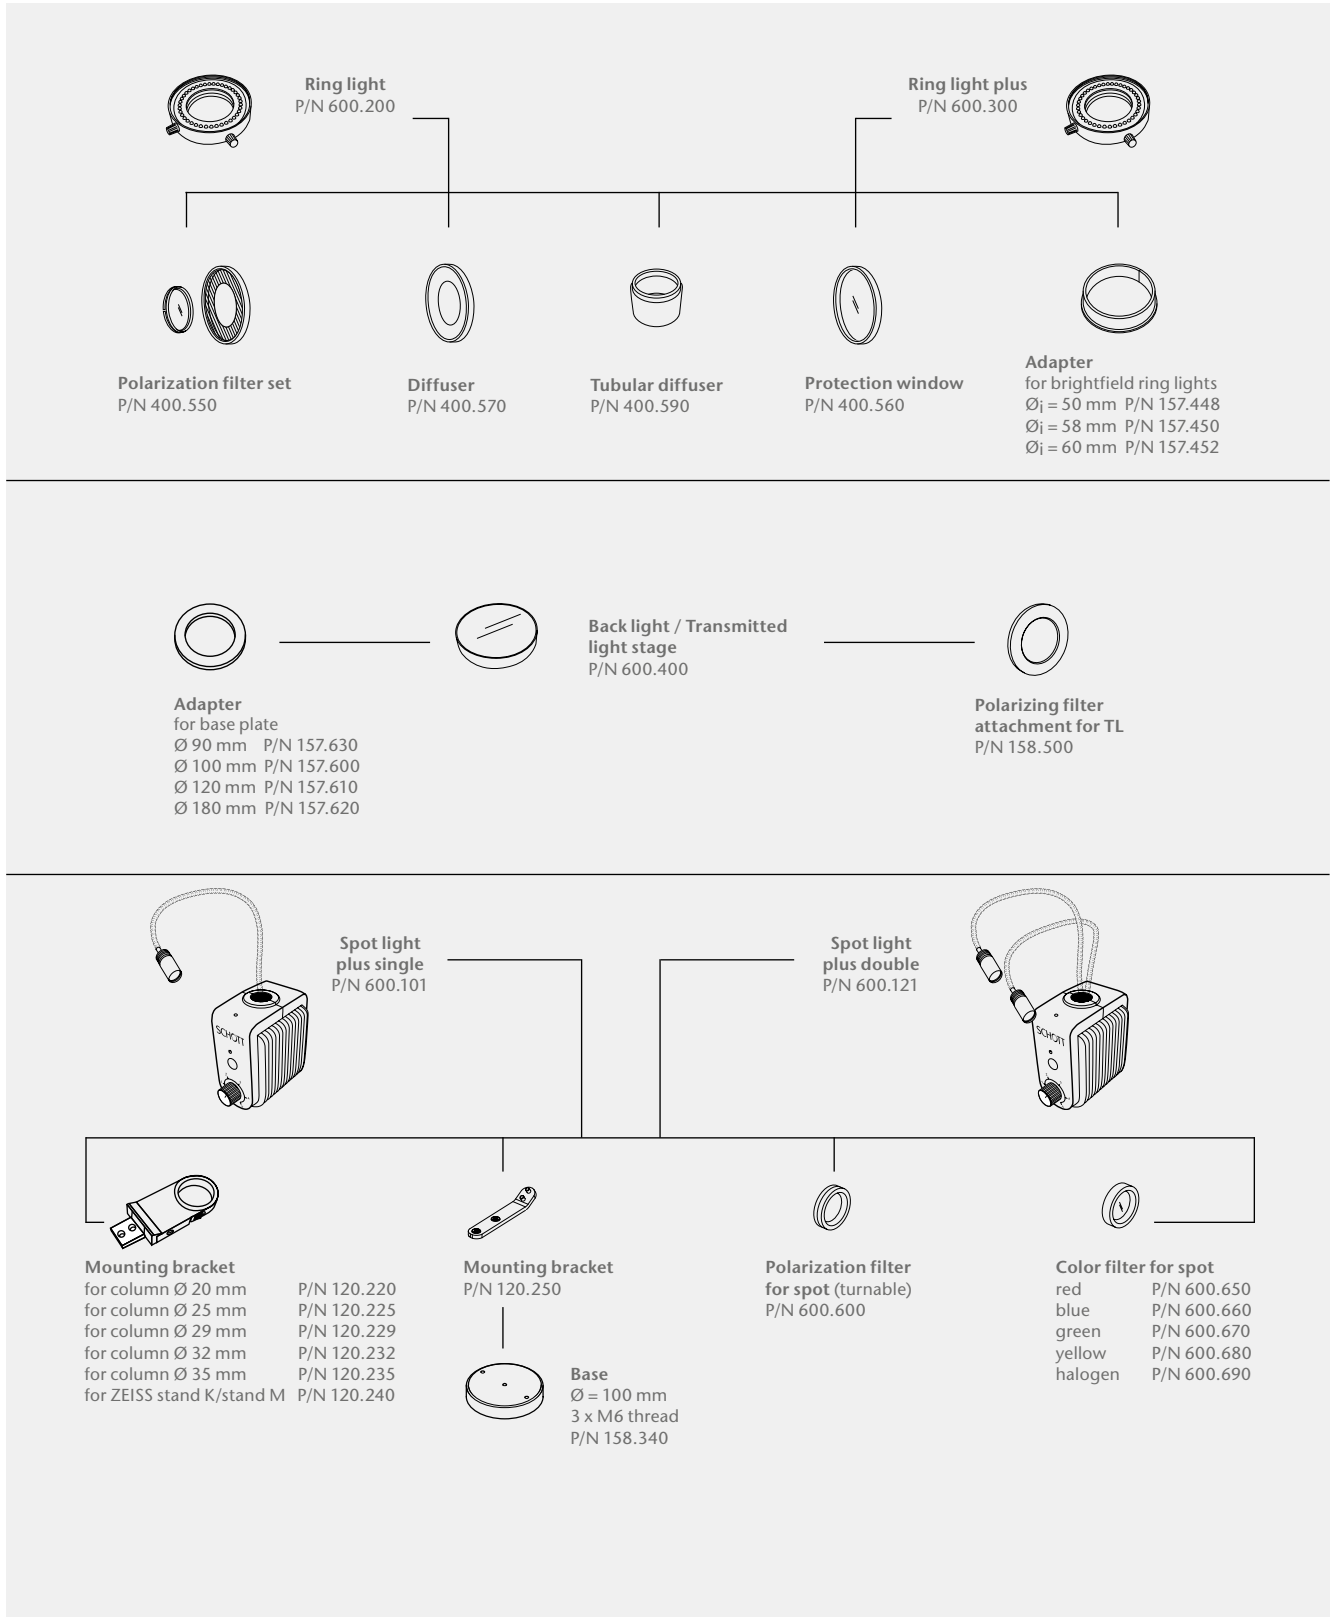 Ring light
P/N 600.200
Ring light plus
P/N 600.300
Polarization filter set
P/N 400.550
Diffuser
P/N 400.570
Tubular diffuser
P/N 400.590
Protection window
P/N 400.560
Adapter
for brightfield ring lights
Øi = 50 mm P/N 157.448
Øi = 58 mm P/N 157.450
Øi = 60 mm P/N 157.452
Back light / Transmitted
light stage
P/N 600.400
Adapter
for base plate
Ø 90 mm P/N 157.630
Ø 100 mm P/N 157.600
Ø 120 mm P/N 157.610
Ø 180 mm P/N 157.620
Polarizing filter
attachment for TL
P/N 158.500
Spot light
plus single
P/N 600.101
SCHOTT
Spot light
plus double
P/N 600.121
SCHOTT
Mounting bracket
for column Ø 20 mm P/N 120.220
for column Ø 25 mm P/N 120.225
for column Ø 29 mm P/N 120.229
for column Ø 32 mm P/N 120.232
for column Ø 35 mm P/N 120.235
for ZEISS stand K/stand M P/N 120.240
Mounting bracket
P/N 120.250
Base
Ø = 100 mm
3 x M6 thread
P/N 158.340
Polarization filter
for spot (turnable)
P/N 600.600
Color filter for spot
red P/N 600.650
blue P/N 600.660
green P/N 600.670
yellow P/N 600.680
halogen P/N 600.690